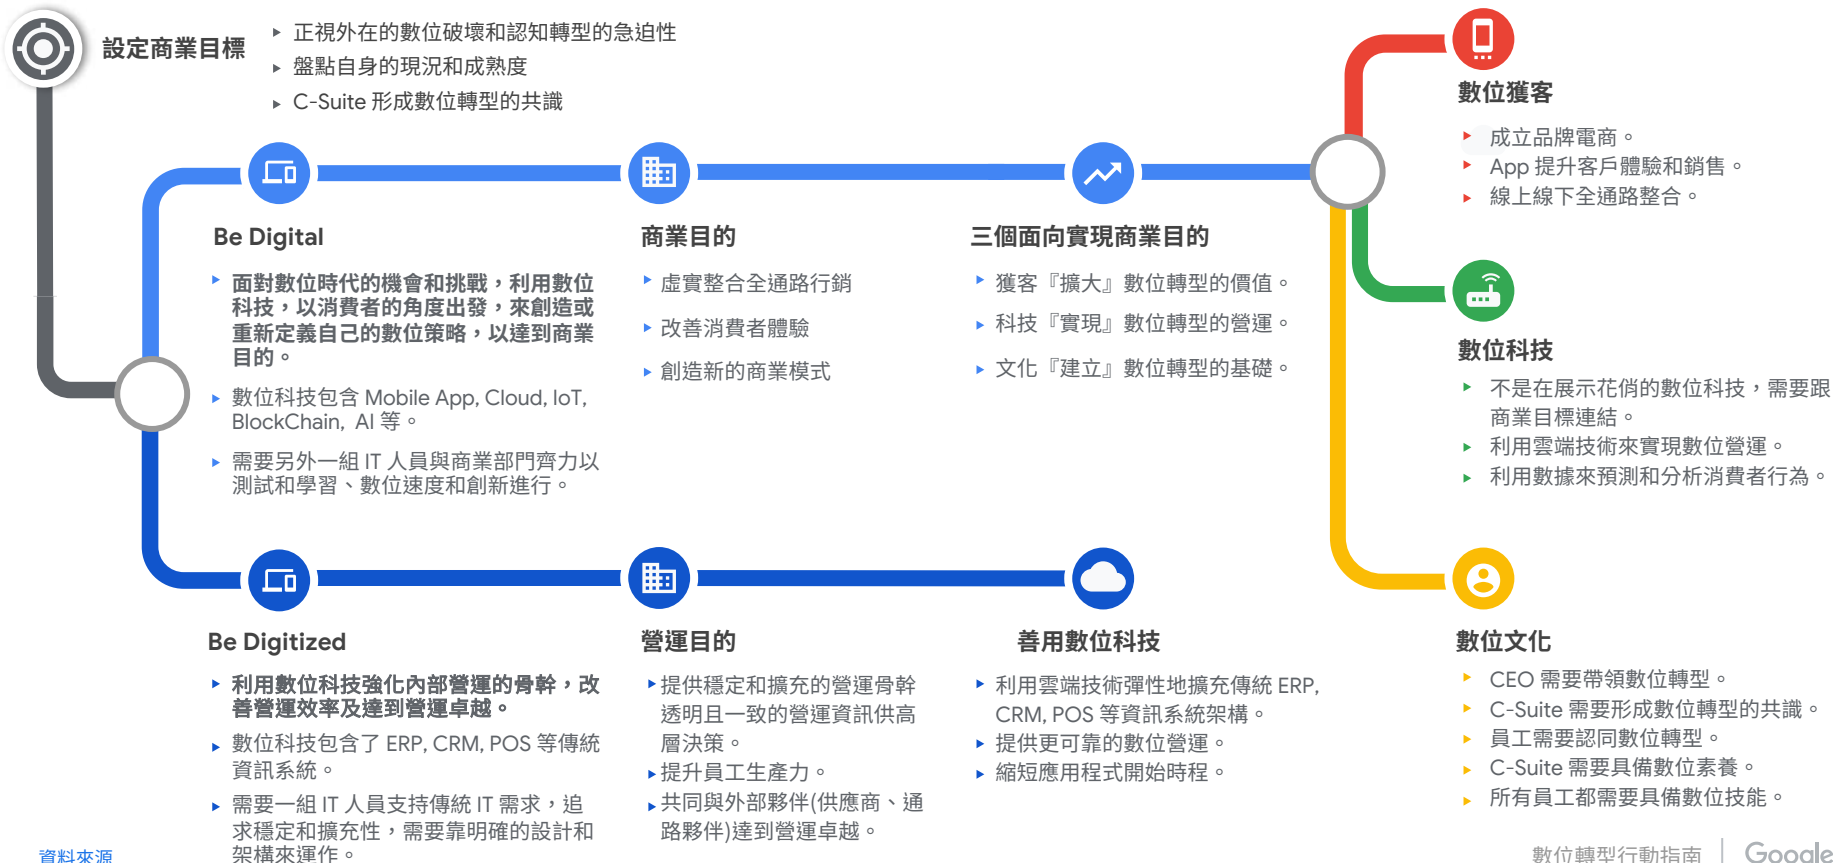 設定商業目標
正視外在的數位破壞和認知轉型的急迫性
盤點自身的現況和成熟度
C-Suite 形成數位轉型的共識
Be Digital
面對數位時代的機會和挑戰，利用數位
科技，以消費者的角度出發，來創造或
重新定義自己的數位策略，以達到商業
目的。
數位科技包含 Mobile App, Cloud, IoT,
BlockChain, AI 等。
需要另外一組 IT 人員與商業部門齊力以
測試和學習、數位速度和創新進行。
商業目的
虛實整合全通路行銷
改善消費者體驗
創造新的商業模式
三個面向實現商業目的
獲客『擴大』數位轉型的價值。
科技『實現』數位轉型的營運。
文化『建立』數位轉型的基礎。
數位獲客
成立品牌電商。
App 提升客戶體驗和銷售。
線上線下全通路整合。
數位科技
不是在展示花俏的數位科技，需要跟
商業目標連結。
利用雲端技術來實現數位營運。
利用數據來預測和分析消費者行為。
數位文化
CEO 需要帶領數位轉型。
C-Suite 需要形成數位轉型的共識。
員工需要認同數位轉型。
C-Suite 需要具備數位素養。
所有員工都需要具備數位技能。
Be Digitized
利用數位科技強化內部營運的骨幹，改
善營運效率及達到營運卓越。
數位科技包含了 ERP, CRM, POS 等傳統
資訊系統。
需要一組 IT 人員支持傳統 IT 需求，追
求穩定和擴充性，需要靠明確的設計和
架構來運作。
營運目的
提供穩定和擴充的營運骨幹
透明且一致的營運資訊供高
層決策。
提升員工生產力。
共同與外部夥伴(供應商、通
路夥伴)達到營運卓越。
善用數位科技
利用雲端技術彈性地擴充傳統 ERP,
CRM, POS 等資訊系統架構。
提供更可靠的數位營運。
縮短應用程式開始時程。
資料來源
數位轉型行動指南
Google